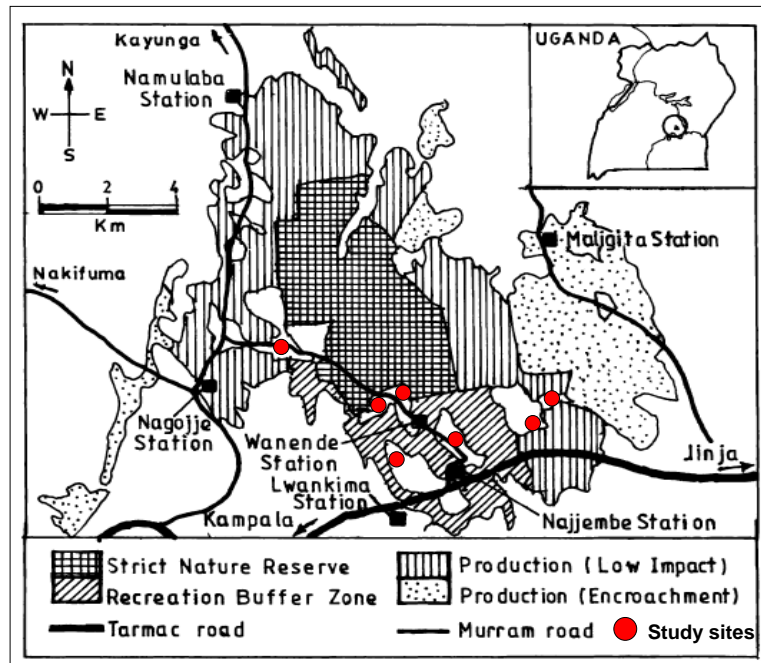 Kayunga
UGANDA
Namulaba
Station
N
W E
S
0 2 4
Km
Maligita Station
Nakifuma
Nagojje
Station
Wanende
Station
Lwankima
Station
Jinja
Kampala
Najjembe Station
Strict Nature Reserve
Production (Low Impact)
Recreation Buffer Zone
Production (Encroachment)
Tarmac road
Murram road
Study sites